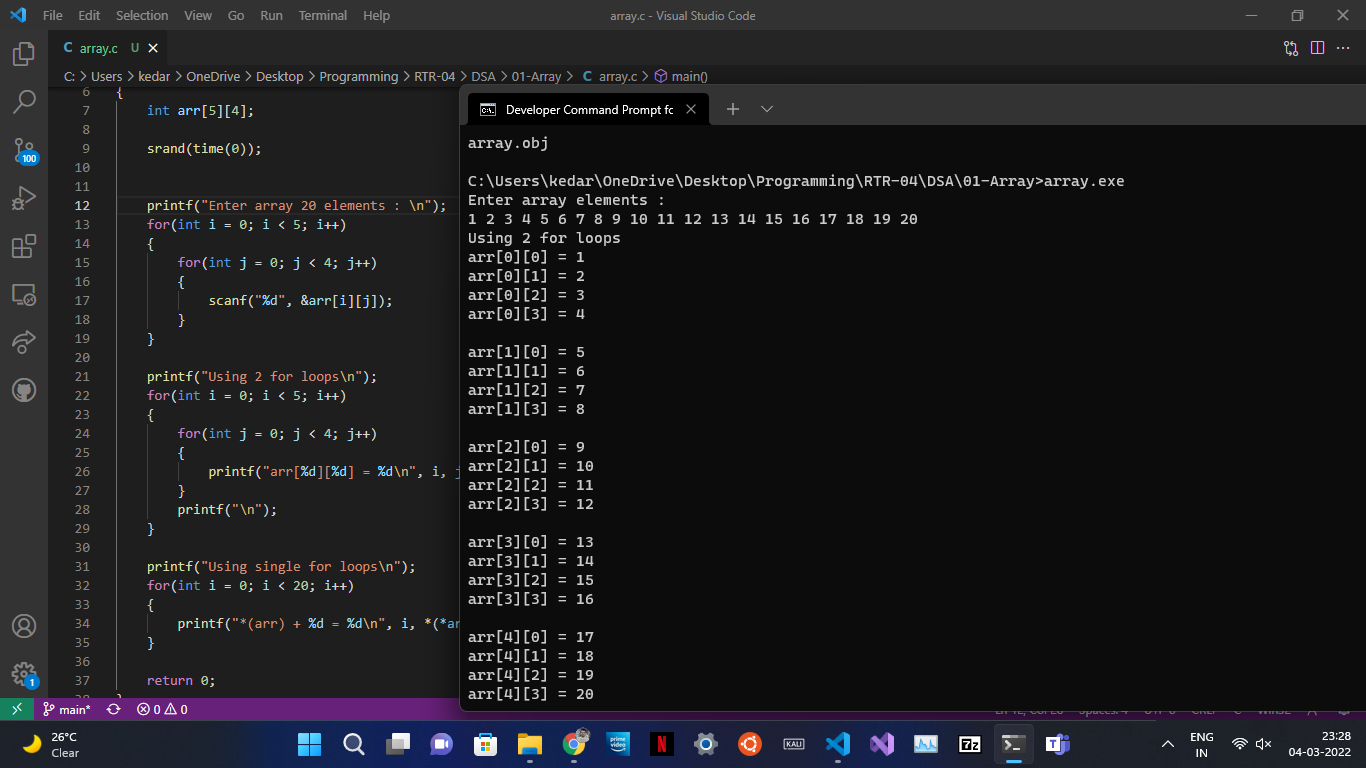 File Edit Selection View Go Run Terminal Help array.c - Visual Studio Code
C array.c U
C: > Users > kedar > OneDrive > Desktop > Programming > RTR-04 > DSA > 01-Array > C array.c > main()
6 {
7 int arr[5][4];
8
9 srand(time(0));
10
11
12 printf("Enter array 20 elements : \n");
13 for(int i = 0; i < 5; i++)
14 {
15 for(int j = 0; j < 4; j++)
16 {
17 scanf("%d", &arr[i][j]);
18 }
19 }
20
21 printf("Using 2 for loops\n");
22 for(int i = 0; i < 5; i++)
23 {
24 for(int j = 0; j < 4; j++)
25 {
26 printf("arr[%d][%d] = %d\n", i, j
27 }
28 printf("\n");
29 }
30
31 printf("Using single for loops\n");
32 for(int i = 0; i < 20; i++)
33 {
34 printf("*(arr) + %d = %d\n", i, *(*ar
35 }
36
37 return 0;
38 }
Developer Command Prompt fo
array.obj
C:\Users\kedar\OneDrive\Desktop\Programming\RTR-04\DSA\01-Array>array.exe
Enter array elements :
1 2 3 4 5 6 7 8 9 10 11 12 13 14 15 16 17 18 19 20
Using 2 for loops
arr[0][0] = 1
arr[0][1] = 2
arr[0][2] = 3
arr[0][3] = 4
arr[1][0] = 5
arr[1][1] = 6
arr[1][2] = 7
arr[1][3] = 8
arr[2][0] = 9
arr[2][1] = 10
arr[2][2] = 11
arr[2][3] = 12
arr[3][0] = 13
arr[3][1] = 14
arr[3][2] = 15
arr[3][3] = 16
arr[4][0] = 17
arr[4][1] = 18
arr[4][2] = 19
arr[4][3] = 20
100
1
main* 0 0
26°C
Clear
prime video
N
KALI
7z
T
ENG
IN
23:28
04-03-2022